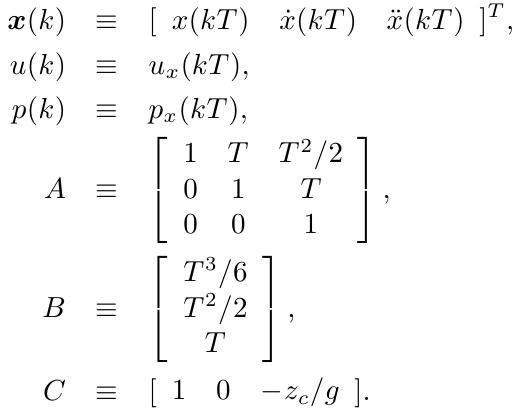 x(k) ≡ [ x(kT) ẋ(kT) ẍ(kT) ]^T,
u(k) ≡ u_x(kT),
p(k) ≡ p_x(kT),
A ≡ [ 1 T T^2/2
0 1 T
0 0 1 ],
B ≡ [ T^3/6
T^2/2
T ],
C ≡ [ 1 0 −z_c/g ].